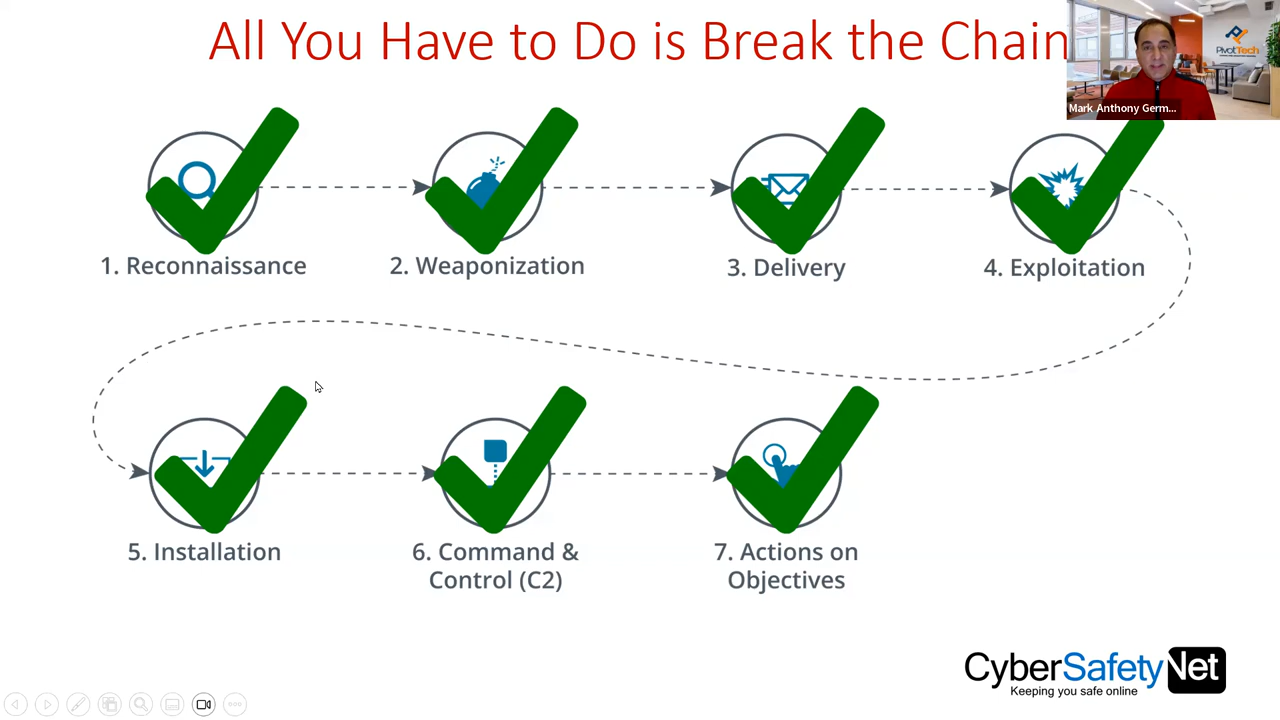 All You Have to Do is Break the Chain
PivotTech
Mark Anthony Germ...
1. Reconnaissance
2. Weaponization
3. Delivery
4. Exploitation
5. Installation
6. Command &
Control (C2)
7. Actions on
Objectives
CyberSafetyNet
Keeping you safe online